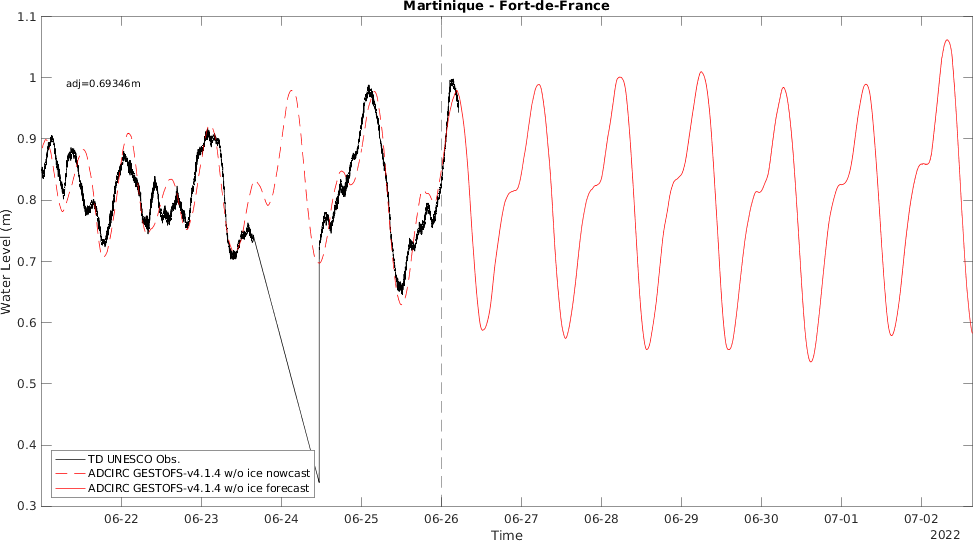 Martinique - Fort-de-France
1.1
1
0.9
0.8
0.7
0.6
0.5
0.4
0.3
Water Level (m)
adj=0.69346m
TD UNESCO Obs.
ADCIRC GESTOFS-v4.1.4 w/o ice nowcast
ADCIRC GESTOFS-v4.1.4 w/o ice forecast
06-22 06-23 06-24 06-25 06-26 06-27 06-28 06-29 06-30 07-01 07-02
Time
2022